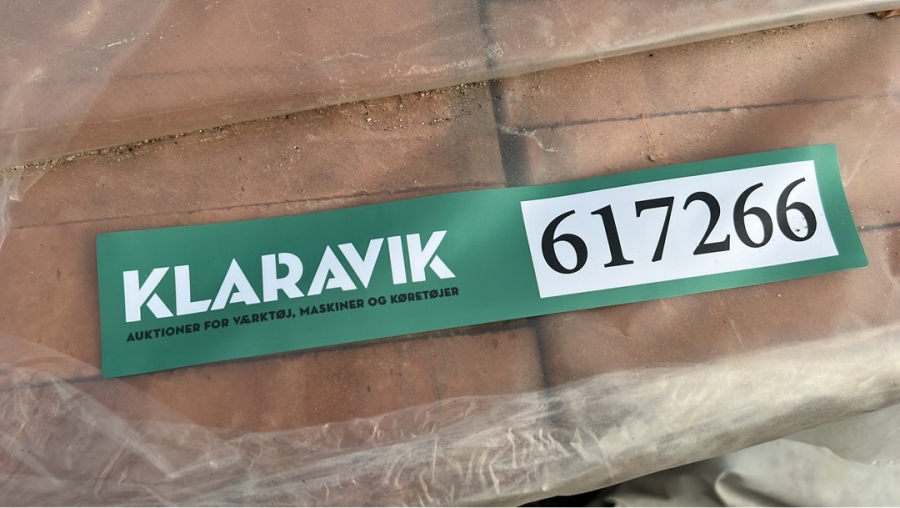 KLARAVIK
AUKTIONER FOR VÆRKTØJ, MASKINER OG KØRETØJER
617266